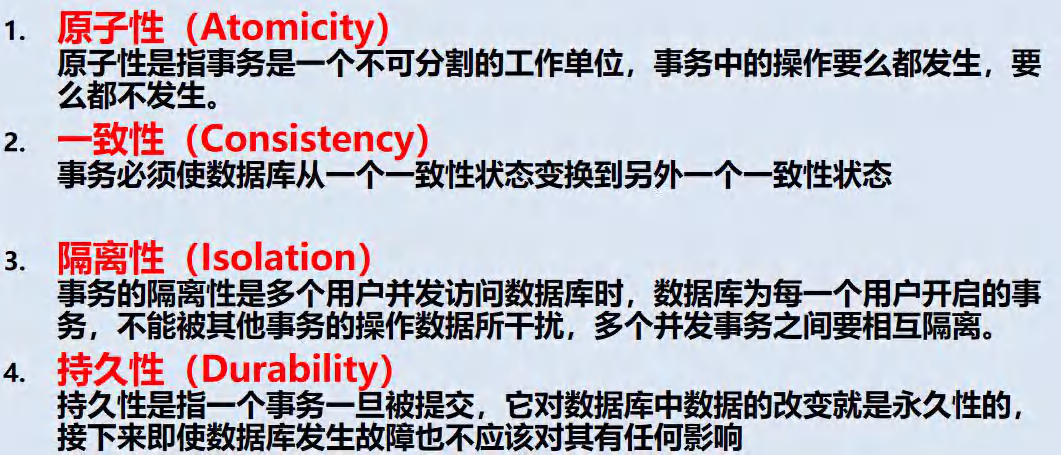 1. 原子性（Atomicity）
原子性是指事务是一个不可分割的工作单位，事务中的操作要么都发生，要
么都不发生。
2. 一致性（Consistency）
事务必须使数据库从一个一致性状态变换到另外一个一致性状态
3. 隔离性（Isolation）
事务的隔离性是多个用户并发访问数据库时，数据库为每一个用户开启的事
务，不能被其他事务的操作数据所干扰，多个并发事务之间要相互隔离。
4. 持久性（Durability）
持久性是指一个事务一旦被提交，它对数据库中数据的改变就是永久性的，
接下来即使数据库发生故障也不应该对其有任何影响